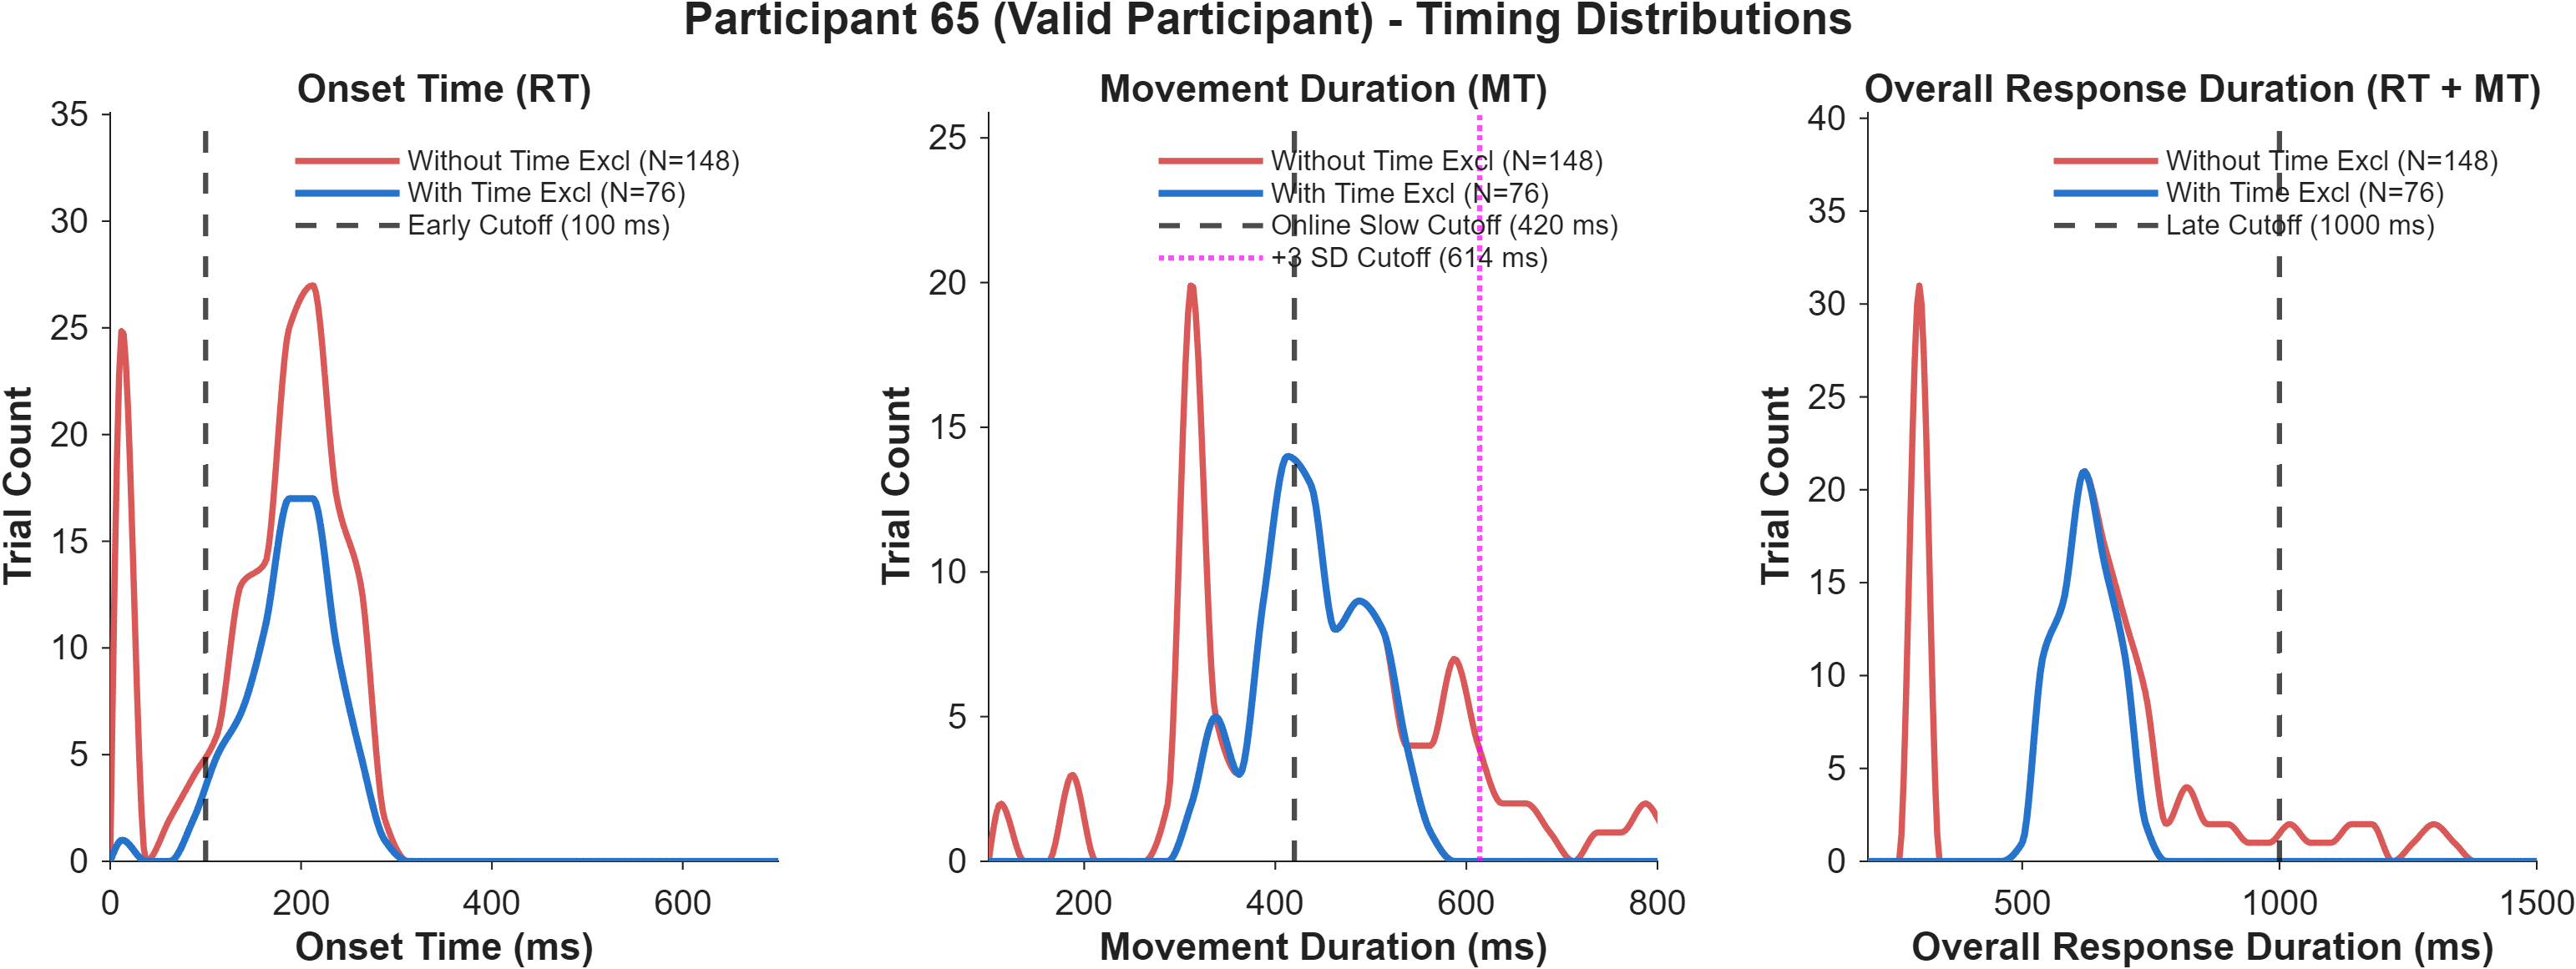 Participant 65 (Valid Participant) - Timing Distributions
Onset Time (RT)
35
30
25
20
15
10
5
0
Trial Count
Without Time Excl (N=148)
With Time Excl (N=76)
Early Cutoff (100 ms)
0 200 400 600
Onset Time (ms)
Movement Duration (MT)
25
20
15
10
5
0
Trial Count
Without Time Excl (N=148)
With Time Excl (N=76)
Online Slow Cutoff (420 ms)
+3 SD Cutoff (614 ms)
200 400 600 800
Movement Duration (ms)
Overall Response Duration (RT + MT)
40
35
30
25
20
15
10
5
0
Trial Count
Without Time Excl (N=148)
With Time Excl (N=76)
Late Cutoff (1000 ms)
500 1000 1500
Overall Response Duration (ms)